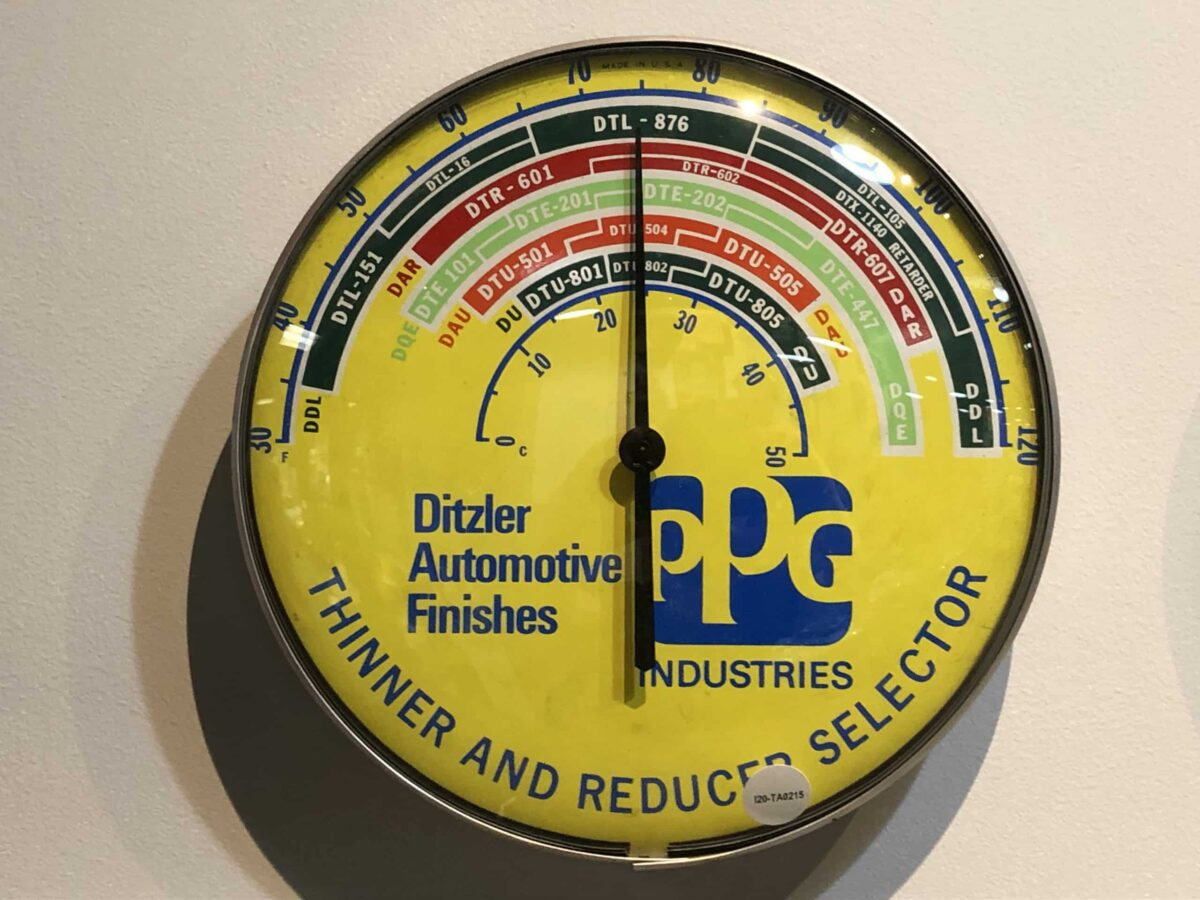 MADE IN U.S.A.
30 40 50 60 70 80 90 100 110 120
F
DTL-151 DTL-16 DTL-876 DTL-105
DTX-1140 RETARDER
DDL DDL
DAR DTR-601 DTR-602 DTR-607 DAR
DQE DTE 101 DTE-201 DTE-202 DTE-447 DQE
DAU DTU-501 DTU 504 DTU-505 DAU
DU DTU-801 DTU 802 DTU-805 DU
0 10 20 30 40 50
C
Ditzler
Automotive
Finishes
PPG
INDUSTRIES
THINNER AND REDUCER SELECTOR
I20-TA0215